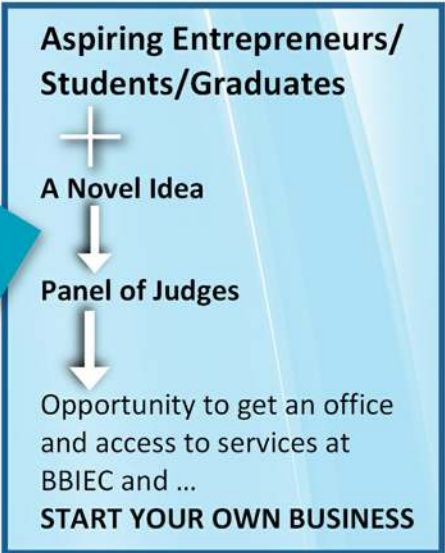 Aspiring Entrepreneurs/
Students/Graduates
A Novel Idea
Panel of Judges
Opportunity to get an office
and access to services at
BBIEC and ...
START YOUR OWN BUSINESS